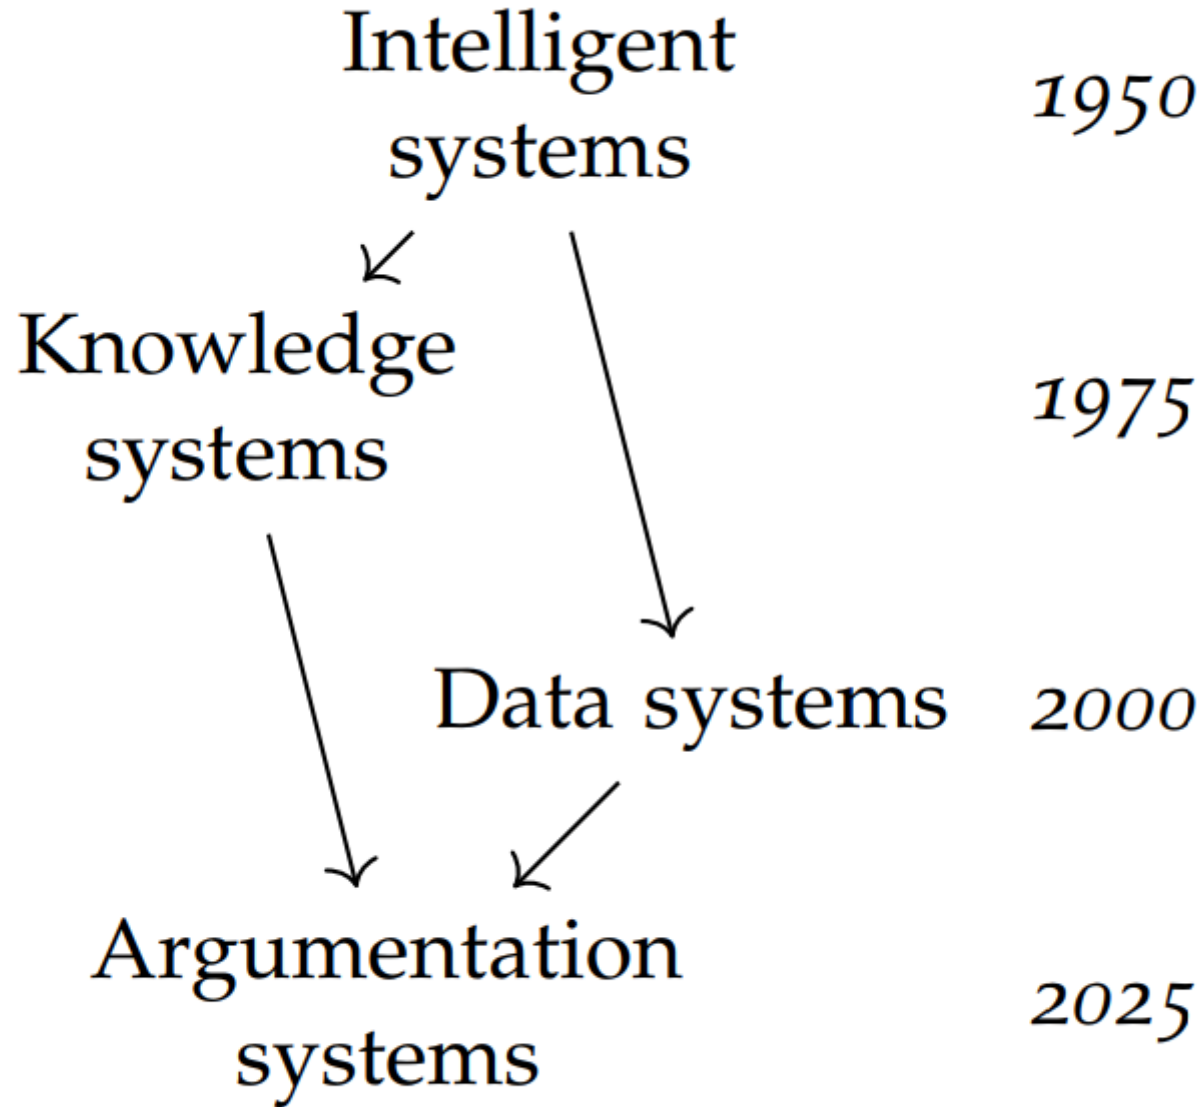 Intelligent
systems
1950
Knowledge
systems
1975
Data systems
2000
Argumentation
systems
2025